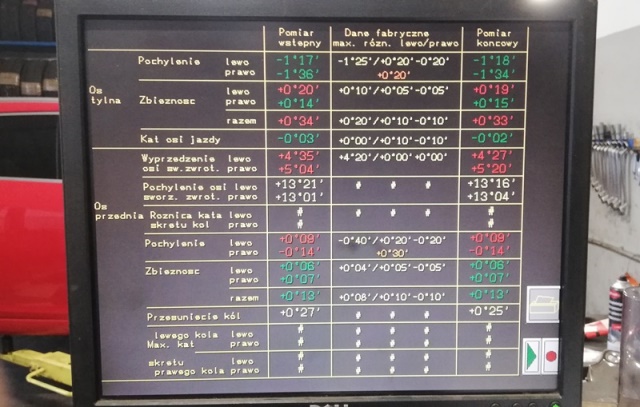 Pomiar Dane fabryczne Pomiar
wstępny max. różn. lewo/prawo końcowy
Pochylenie lewo -1°17' -1°25'/+0°20'-0°20' -1°18'
prawo -1°36' +0°20' -1°34'
Oś tylna
Zbieżność lewo +0°20' +0°10'/+0°05'-0°05' +0°19'
prawo +0°14' +0°15'
razem +0°34' +0°20'/+0°10'-0°10' +0°33'
Kąt osi jazdy -0°03' +0°00'/+0°10'-0°10' -0°02'
Wyprzedzenie lewo +4°35' +4°20'/+0°00'+0°00' +4°27'
osi sw.zwrot. prawo +5°04' +5°20'
Pochylenie osi lewo +13°21' # # # +13°16'
sworz. zwrot. prawo +13°01' +13°04'
Oś przednia
Różnica kąta lewo # # # # #
skrętu kół prawo # #
Pochylenie lewo +0°09' -0°40'/+0°20'-0°20' +0°09'
prawo -0°14' +0°30' -0°14'
Zbieżność lewo +0°06' +0°04'/+0°05'-0°05' +0°06'
prawo +0°07' +0°07'
razem +0°13' +0°08'/+0°10'-0°10' +0°13'
Przesunięcie kół +0°27' # # # +0°25'
lewego koła lewo # # # # #
Max. kąt prawo # # # # #
skrętu lewo # # # # #
prawego koła prawo # # # # #